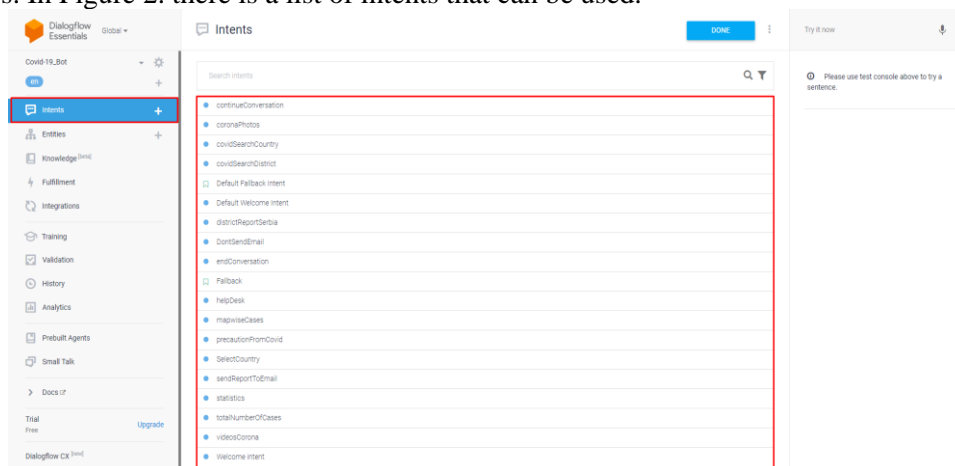 s. In Figure 2. there is a list of intents that can be used.
Dialogflow
Essentials
Global
Intents
DONE
Try it now
Covid-19_Bot
en
Search intents
Please use test console above to try a
sentence.
Intents
Entities
Knowledge [beta]
Fulfillment
Integrations
Training
Validation
History
Analytics
Prebuilt Agents
Small Talk
Docs
Trial
Free
Upgrade
Dialogflow CX [beta]
continueConversation
coronaPhotos
covidSearchCountry
covidSearchDistrict
Default Fallback Intent
Default Welcome Intent
districtReportSerbia
DontSendEmail
endConversation
Fallback
helpDesk
mapwiseCases
precautionFromCovid
SelectCountry
sendReportToEmail
statistics
totalNumberOfCases
videosCorona
Welcome intent